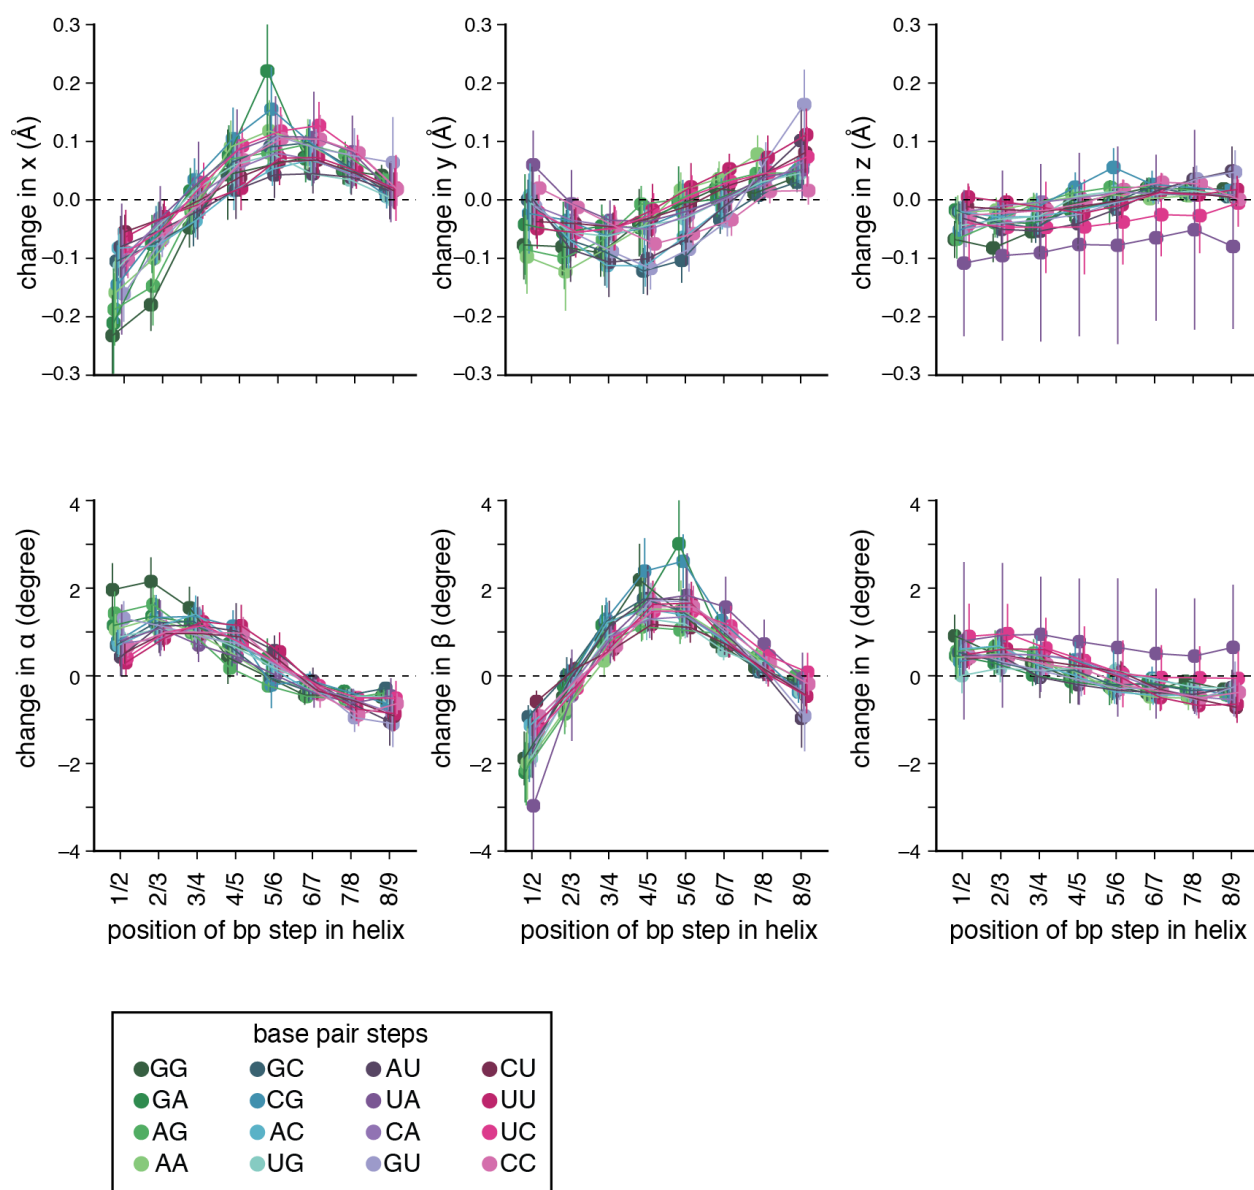 0.3
0.2
0.1
0.0
–0.1
–0.2
–0.3
change in x (Å)
0.3
0.2
0.1
0.0
–0.1
–0.2
–0.3
change in y (Å)
0.3
0.2
0.1
0.0
–0.1
–0.2
–0.3
change in z (Å)
4
2
0
–2
–4
change in α (degree)
1/2 2/3 3/4 4/5 5/6 6/7 7/8 8/9
position of bp step in helix
4
2
0
–2
–4
change in β (degree)
1/2 2/3 3/4 4/5 5/6 6/7 7/8 8/9
position of bp step in helix
4
2
0
–2
–4
change in γ (degree)
1/2 2/3 3/4 4/5 5/6 6/7 7/8 8/9
position of bp step in helix
base pair steps
GG GC AU CU
GA CG UA UU
AG AC CA UC
AA UG GU CC